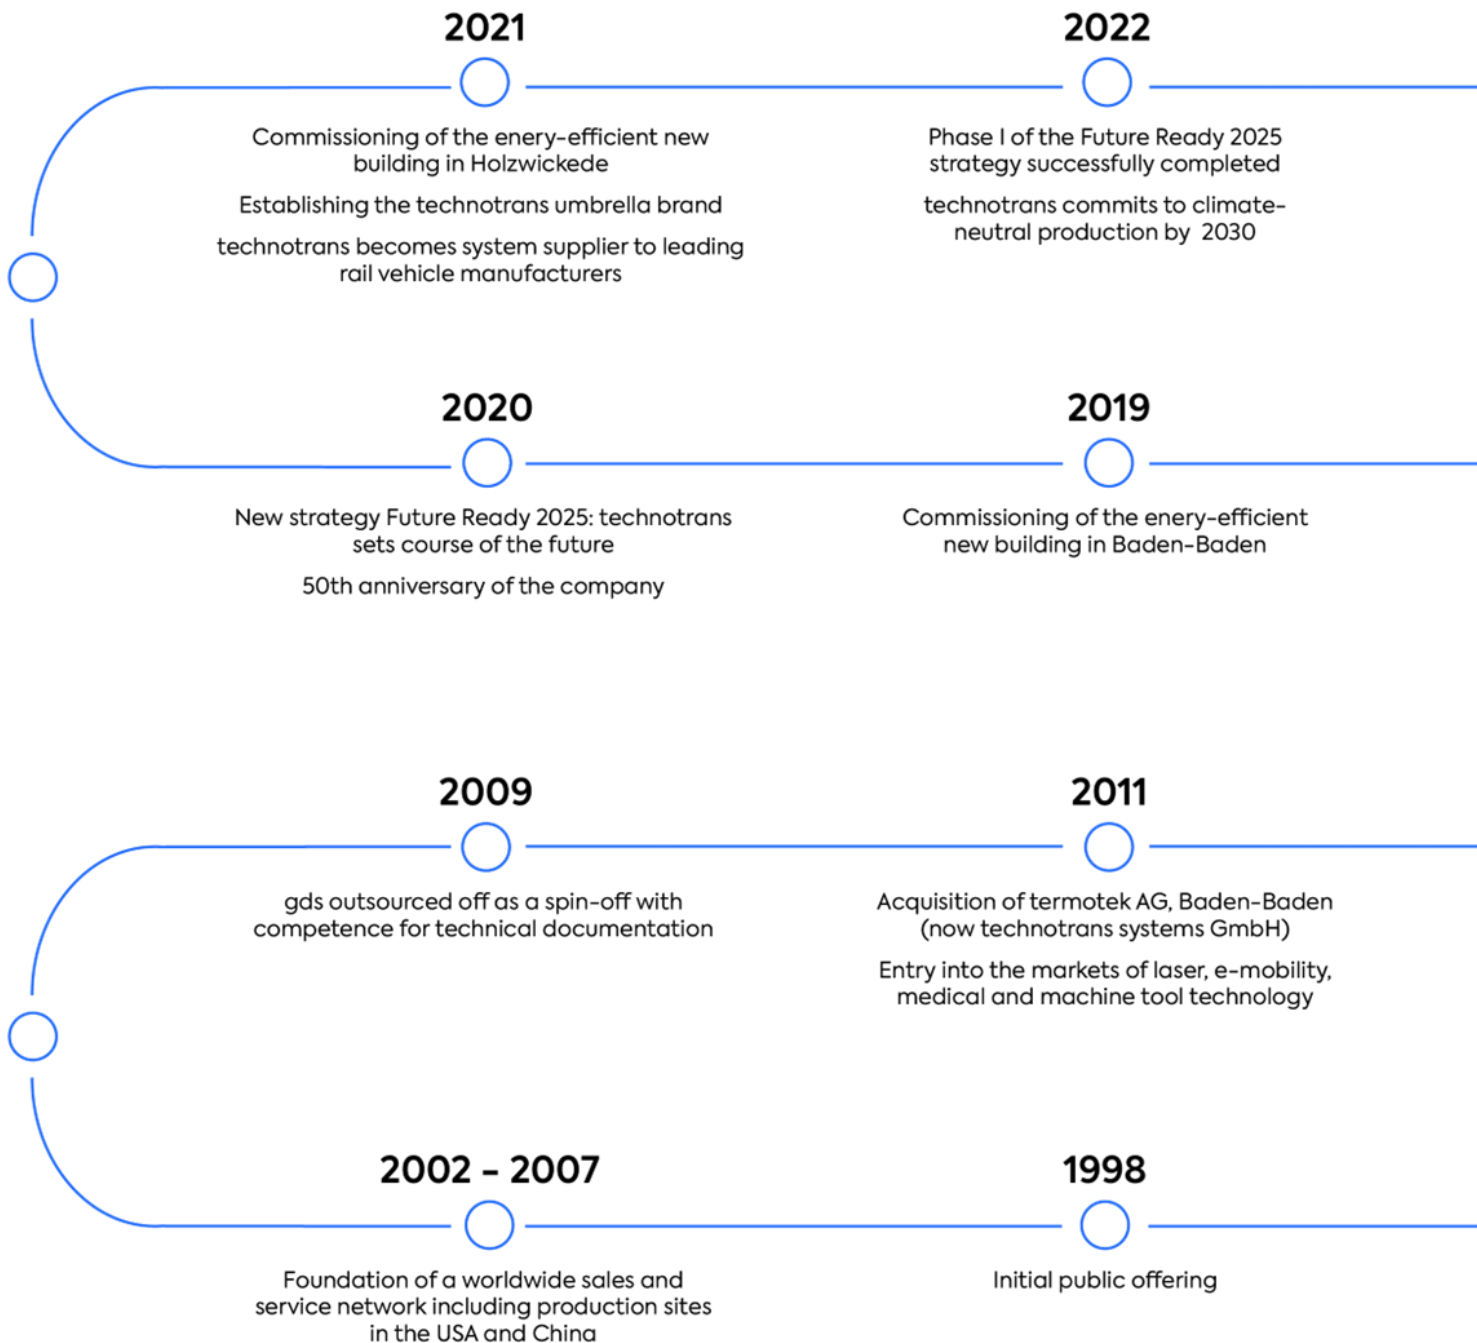 2021
Commissioning of the enery-efficient new
building in Holzwickede
Establishing the technotrans umbrella brand
technotrans becomes system supplier to leading
rail vehicle manufacturers
2022
Phase I of the Future Ready 2025
strategy successfully completed
technotrans commits to climate-
neutral production by 2030
2020
New strategy Future Ready 2025: technotrans
sets course of the future
50th anniversary of the company
2019
Commissioning of the enery-efficient
new building in Baden-Baden
2009
gds outsourced off as a spin-off with
competence for technical documentation
2011
Acquisition of termotek AG, Baden-Baden
(now technotrans systems GmbH)
Entry into the markets of laser, e-mobility,
medical and machine tool technology
2002 - 2007
Foundation of a worldwide sales and
service network including production sites
in the USA and China
1998
Initial public offering